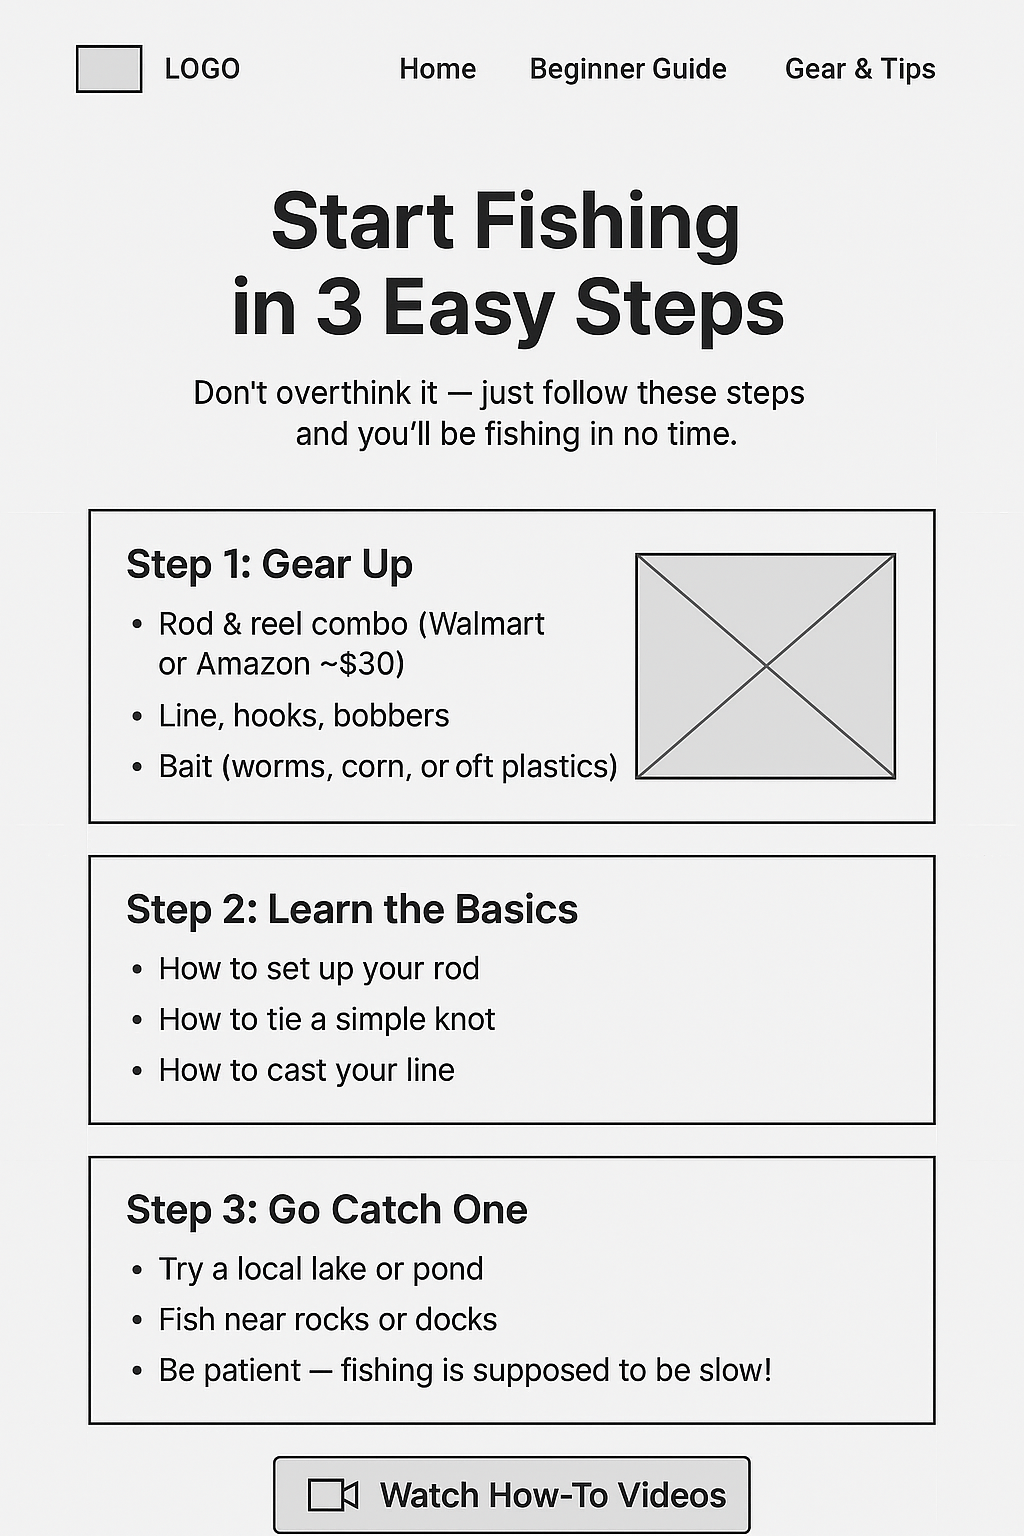 LOGO
Home
Beginner Guide
Gear & Tips
Start Fishing
in 3 Easy Steps
Don't overthink it — just follow these steps
and you’ll be fishing in no time.
Step 1: Gear Up
• Rod & reel combo (Walmart
or Amazon ~$30)
• Line, hooks, bobbers
• Bait (worms, corn, or oft plastics)
Step 2: Learn the Basics
• How to set up your rod
• How to tie a simple knot
• How to cast your line
Step 3: Go Catch One
• Try a local lake or pond
• Fish near rocks or docks
• Be patient — fishing is supposed to be slow!
Watch How-To Videos